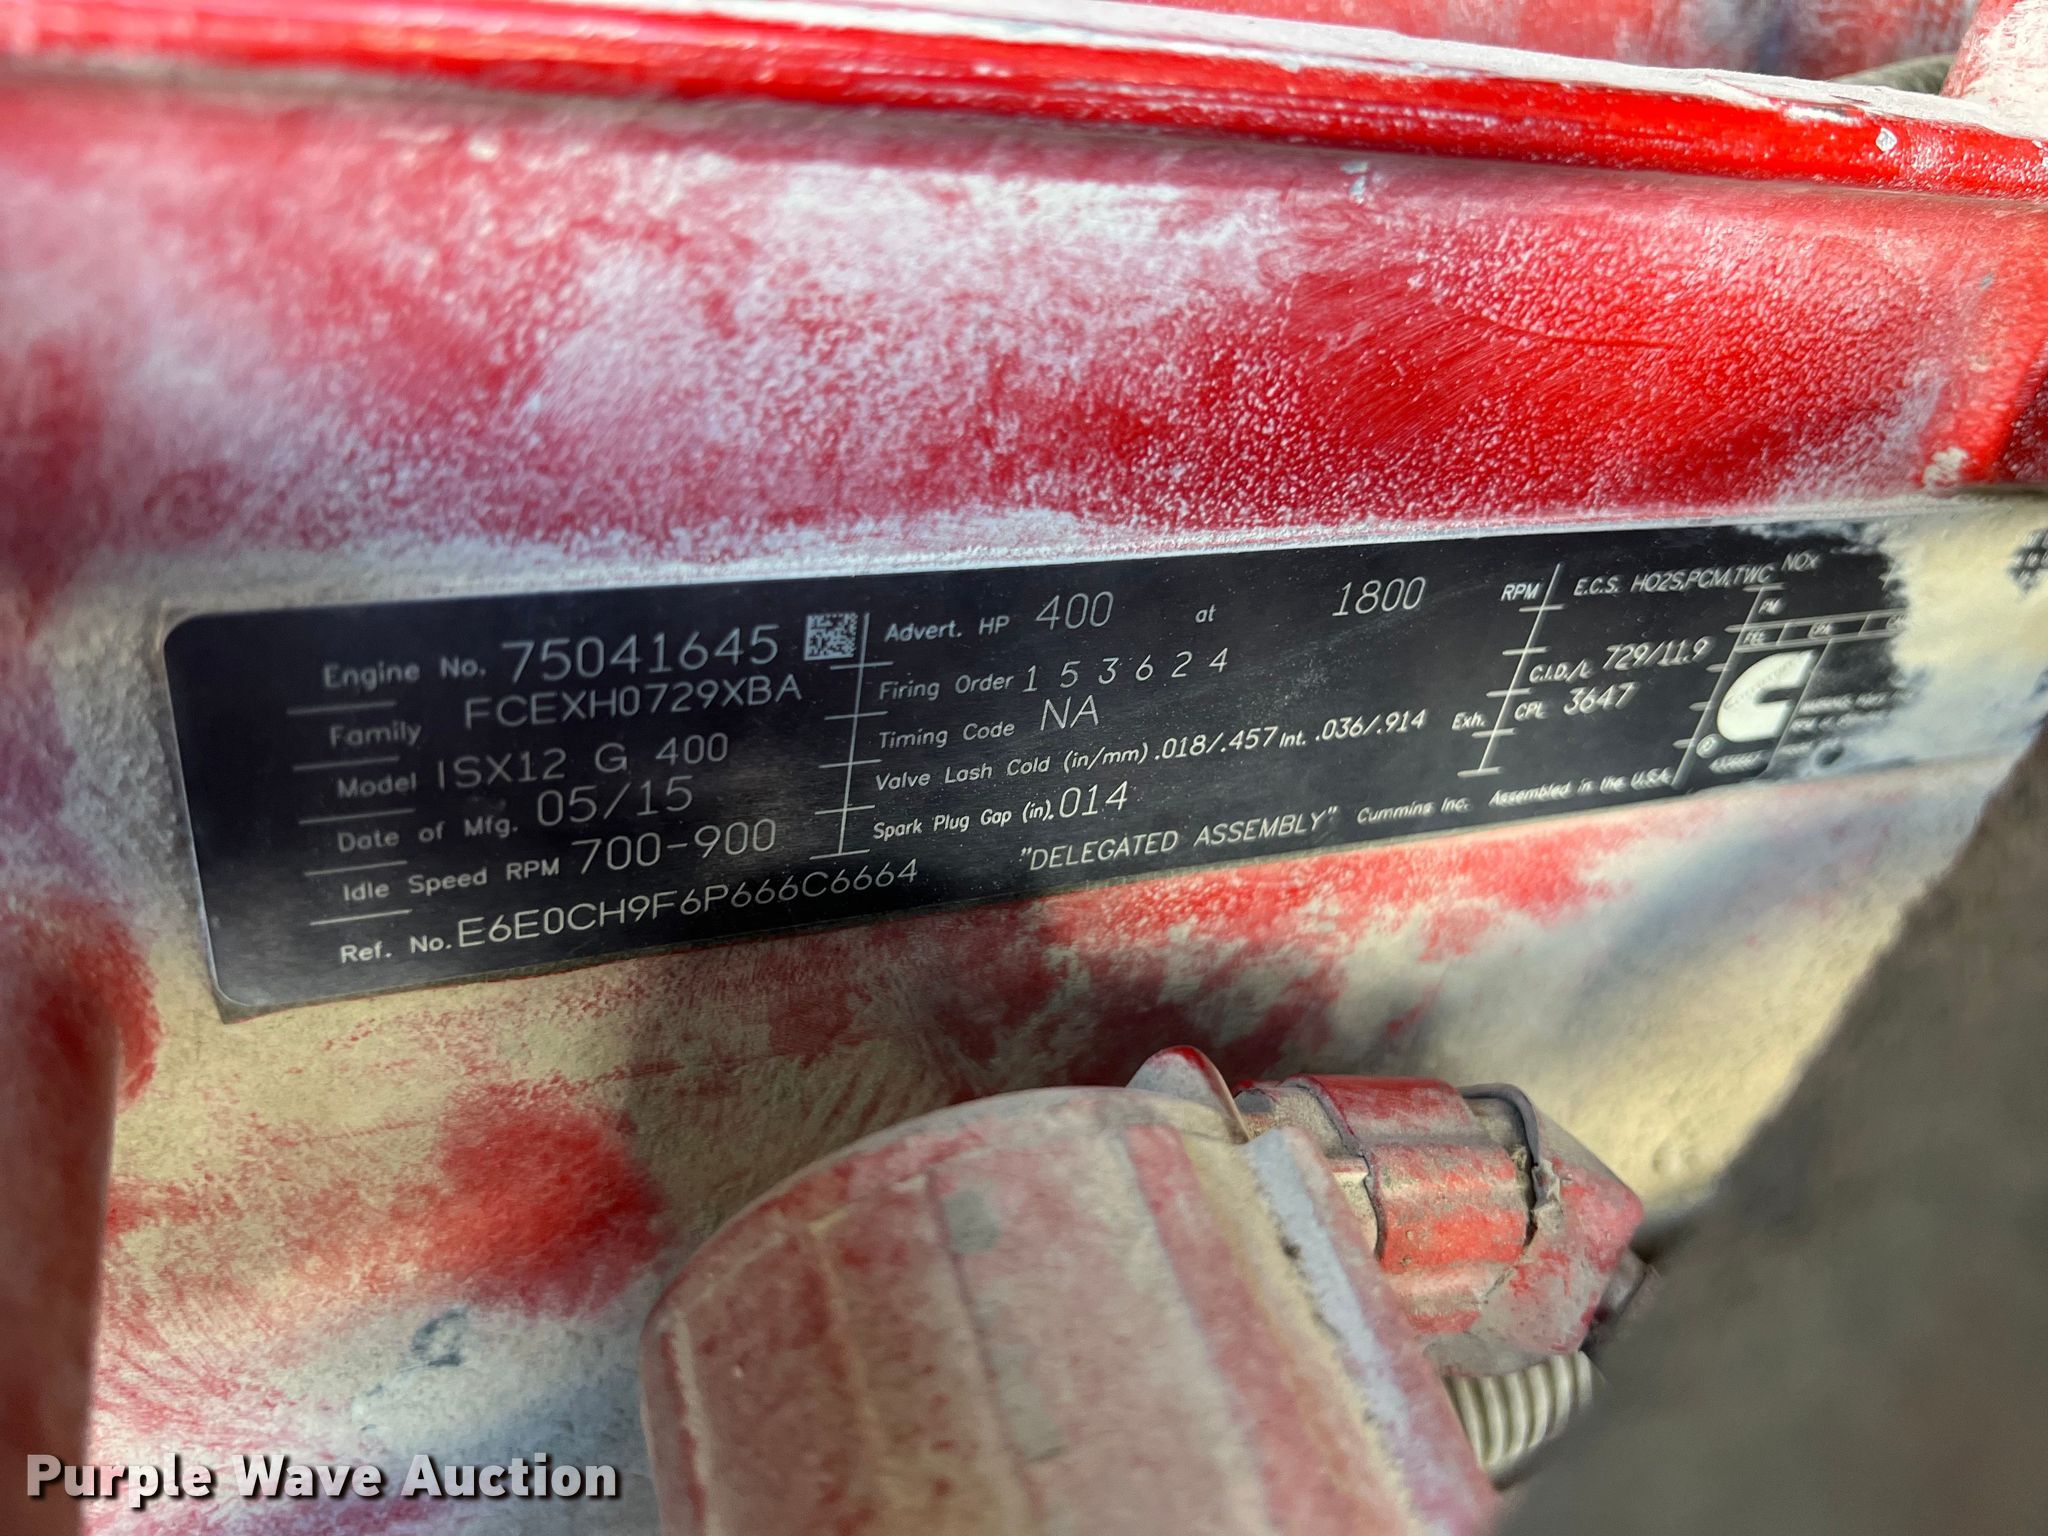 Engine No. 75041645
Family FCEXH0729XBA
Model ISX12 G 400
Date of Mfg. 05/15
Idle Speed RPM 700-900
Ref. No. E6E0CH9F6P666C6664
Advert. HP 400 at 1800 RPM
Firing Order 1 5 3 6 2 4
Timing Code NA
Valve Lash Cold (in/mm) .018/.457 Int. .036/.914 Exh.
Spark Plug Gap (in). .014
"DELEGATED ASSEMBLY" Cummins Inc. Assembled in the U.S.A.
E.C.S. HO2S,PCM,TWC
C.I.D./L 729/11.9
CPL 3647
NOx
PM
FEL
Purple Wave Auction